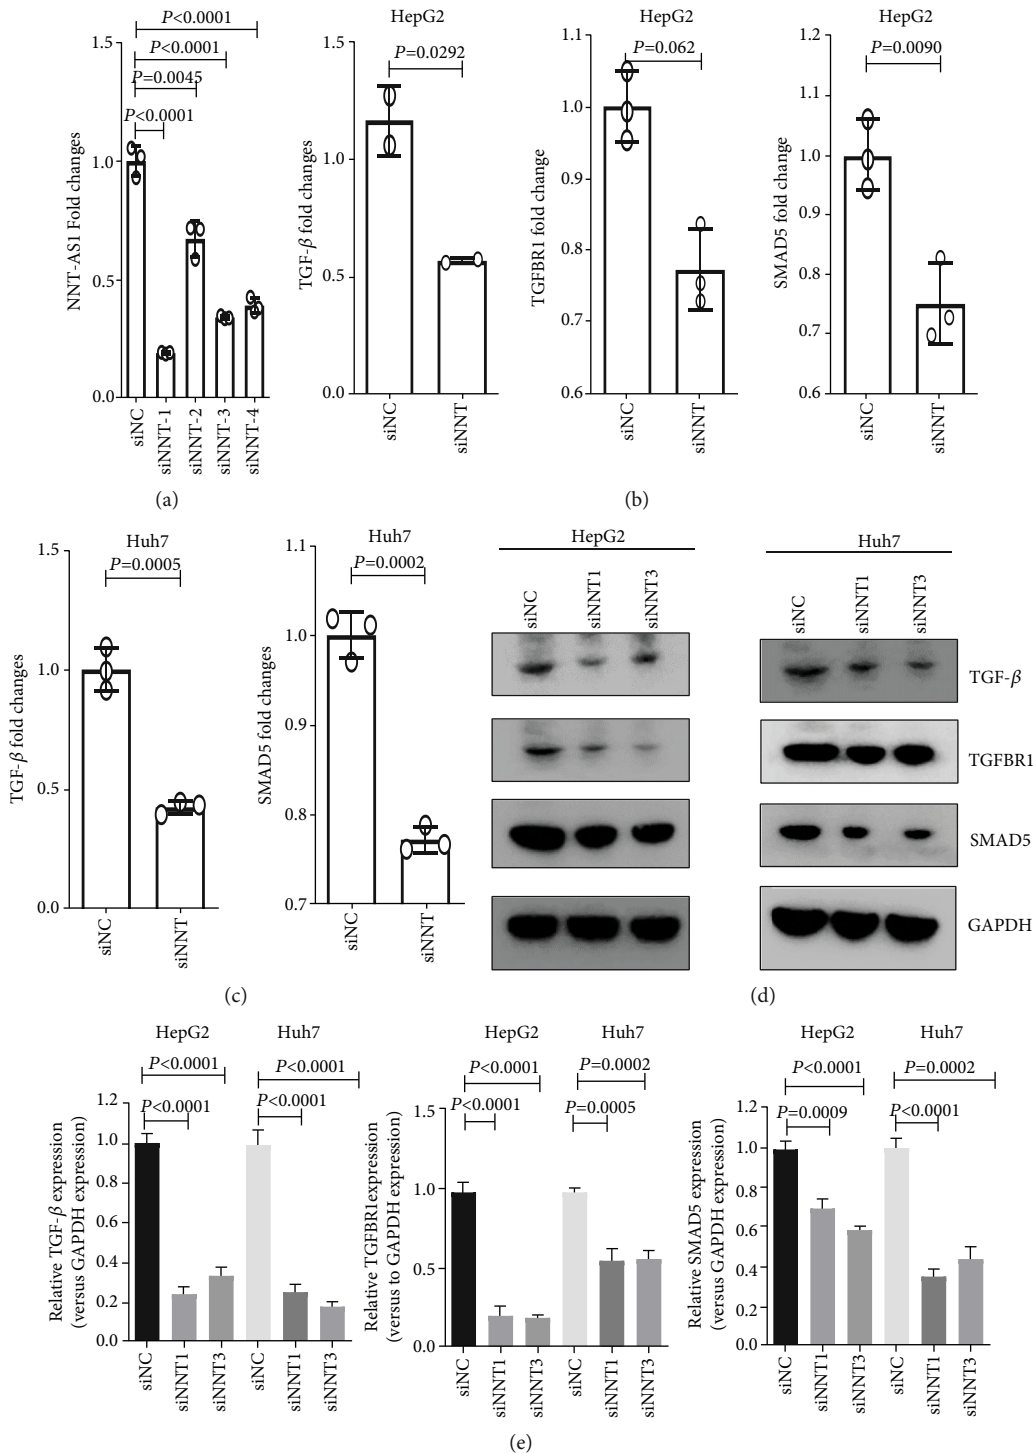 P<0.0001
P<0.0001
P=0.0045
P<0.0001
NNT-AS1 Fold changes
1.5
1.0
0.5
0.0
siNC
siNNT-1
siNNT-2
siNNT-3
siNNT-4
(a)
HepG2
P=0.0292
TGF-β fold changes
1.5
1.0
0.5
0.0
siNC
siNNT
HepG2
P=0.062
TGFBR1 fold change
1.1
1.0
0.9
0.8
0.7
0.6
siNC
siNNT
HepG2
P=0.0090
SMAD5 fold change
1.2
1.0
0.9
0.8
0.7
0.6
siNC
siNNT
(b)
Huh7
P=0.0005
TGF-β fold changes
1.5
1.0
0.5
0.0
siNC
siNNT
Huh7
P=0.0002
SMAD5 fold changes
1.1
1.0
0.9
0.8
0.7
siNC
siNNT
(c)
HepG2
siNC
siNNT1
siNNT3
Huh7
siNC
siNNT1
siNNT3
TGF-β
TGFBR1
SMAD5
GAPDH
(d)
HepG2
Huh7
P<0.0001
P<0.0001
P<0.0001
P<0.0001
Relative TGF-β expression
(versus GAPDH expression)
1.2
1.0
0.8
0.6
0.4
0.2
0.0
siNC
siNNT1
siNNT3
siNC
siNNT1
siNNT3
HepG2
Huh7
P<0.0001
P=0.0002
P<0.0001
P=0.0005
Relative TGFBR1expression
(versus to GAPDH expression)
1.5
1.0
0.5
0.0
siNC
siNNT1
siNNT3
siNC
siNNT1
siNNT3
HepG2
Huh7
P<0.0001
P=0.0002
P=0.0009
P<0.0001
Relative SMAD5 expression
(versus GAPDH expression)
1.2
1.0
0.8
0.6
0.4
0.2
0.0
siNC
siNNT1
siNNT3
siNC
siNNT1
siNNT3
(e)